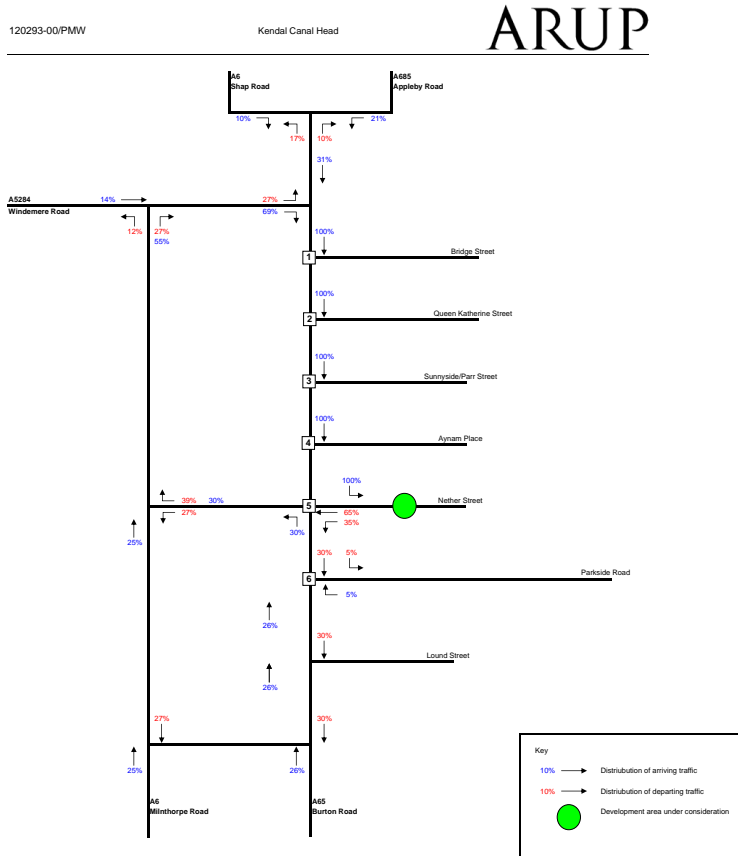 120293-00/PMW
Kendal Canal Head
ARUP
A6
Shap Road
A685
Appleby Road
10%
21%
17%
10%
31%
A5284
14%
27%
Windemere Road
69%
12%
27%
55%
100%
1
Bridge Street
100%
2
Queen Katherine Street
100%
3
Sunnyside/Parr Street
100%
4
Aynam Place
100%
39%
30%
5
Nether Street
27%
65%
35%
30%
25%
30%
5%
6
Parkside Road
5%
26%
30%
Lound Street
26%
27%
30%
25%
26%
A6
Milnthorpe Road
A65
Burton Road
Key
10%
Distriubution of arriving traffic
10%
Distriubution of departing traffic
Development area under consideration